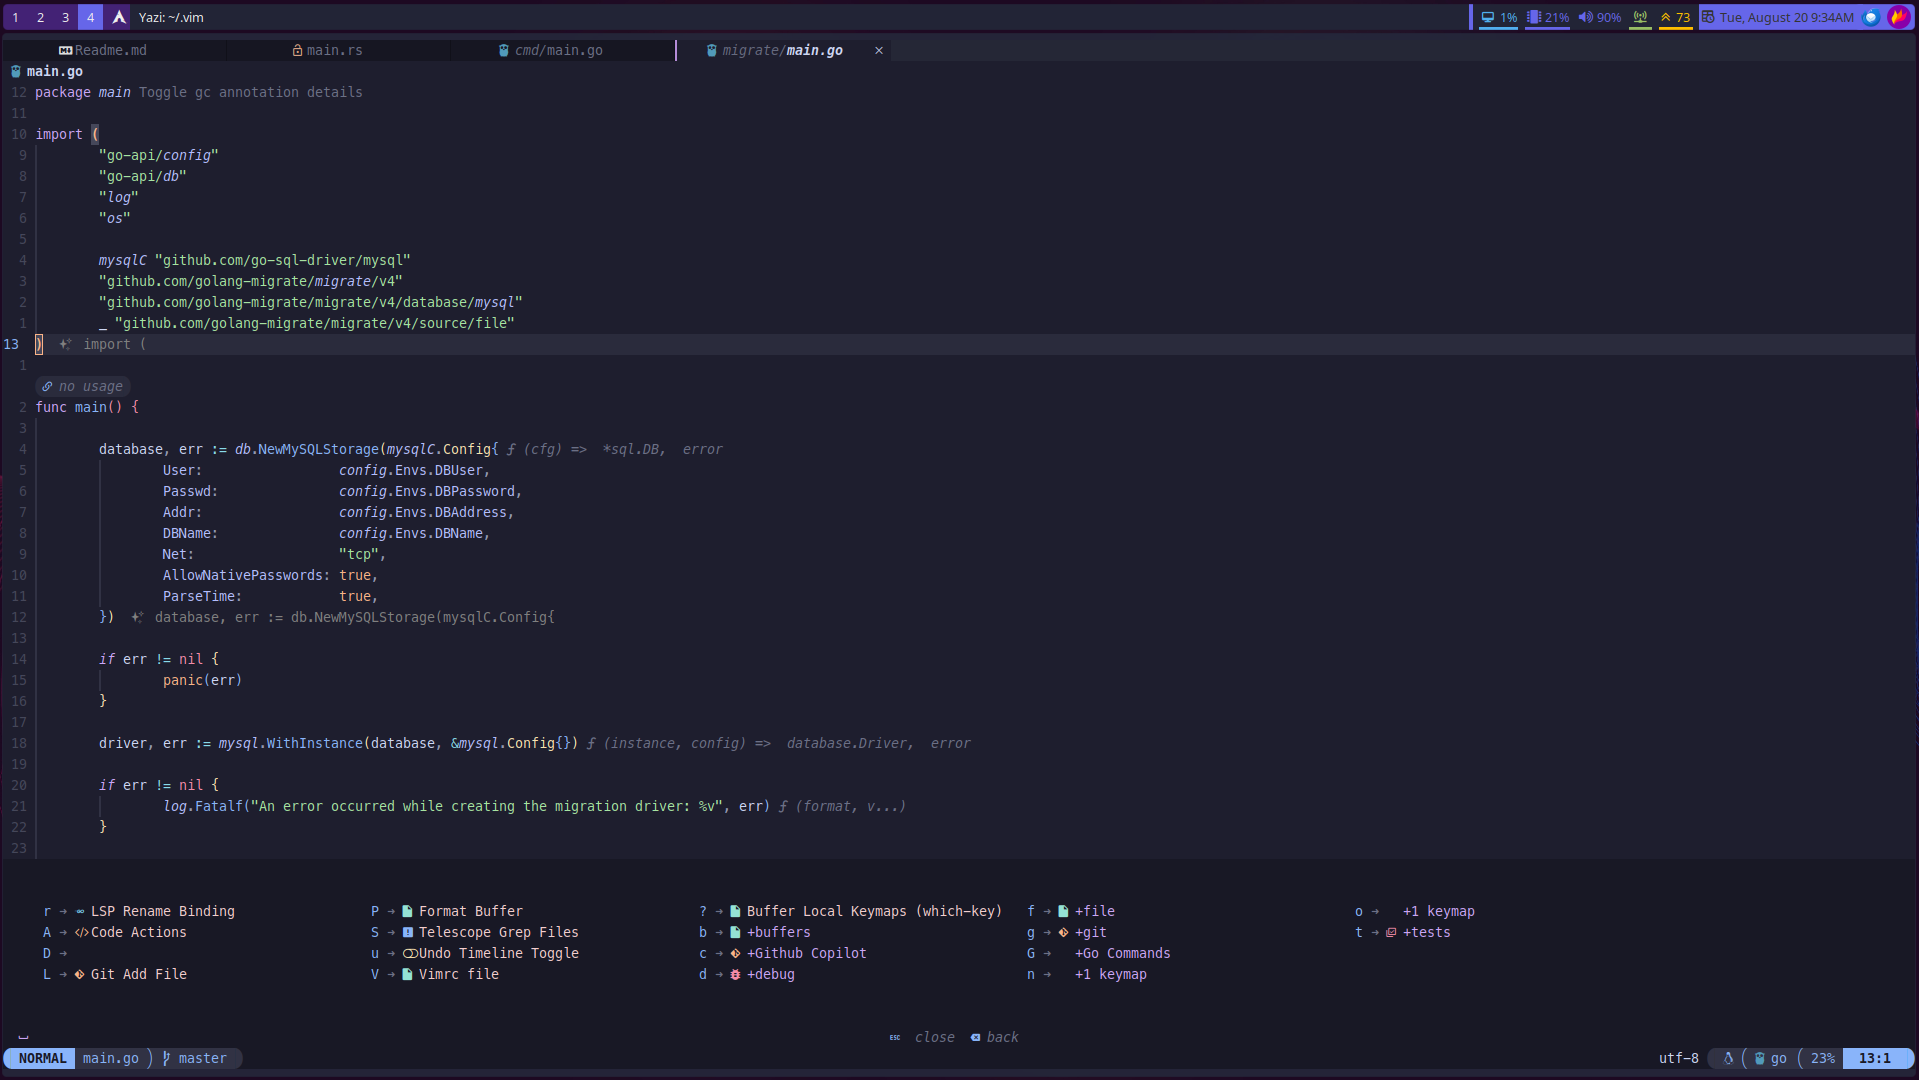 1 2 3 4 Yazi: ~/.vim 1% 21% 90% 73 Tue, August 20 9:34AM
Readme.md main.rs cmd/main.go migrate/main.go ×
main.go
12 package main Toggle gc annotation details
11
10 import (
9 "go-api/config"
8 "go-api/db"
7 "log"
6 "os"
5
4 mysqlC "github.com/go-sql-driver/mysql"
3 "github.com/golang-migrate/migrate/v4"
2 "github.com/golang-migrate/migrate/v4/database/mysql"
1 _ "github.com/golang-migrate/migrate/v4/source/file"
13 ) import (
1
no usage
2 func main() {
3
4 database, err := db.NewMySQLStorage(mysqlC.Config{ ƒ (cfg) => *sql.DB, error
5 User: config.Envs.DBUser,
6 Passwd: config.Envs.DBPassword,
7 Addr: config.Envs.DBAddress,
8 DBName: config.Envs.DBName,
9 Net: "tcp",
10 AllowNativePasswords: true,
11 ParseTime: true,
12 }) database, err := db.NewMySQLStorage(mysqlC.Config{
13
14 if err != nil {
15 panic(err)
16 }
17
18 driver, err := mysql.WithInstance(database, &mysql.Config{}) ƒ (instance, config) => database.Driver, error
19
20 if err != nil {
21 log.Fatalf("An error occurred while creating the migration driver: %v", err) ƒ (format, v...)
22 }
23
r → LSP Rename Binding P → Format Buffer ? → Buffer Local Keymaps (which-key) f → +file o → +1 keymap
A → </> Code Actions S → Telescope Grep Files b → +buffers g → +git t → +tests
D → u → Undo Timeline Toggle c → +Github Copilot G → +Go Commands
L → Git Add File V → Vimrc file d → +debug n → +1 keymap
ESC close back
NORMAL main.go ) master utf-8 ( go ( 23% 13:1